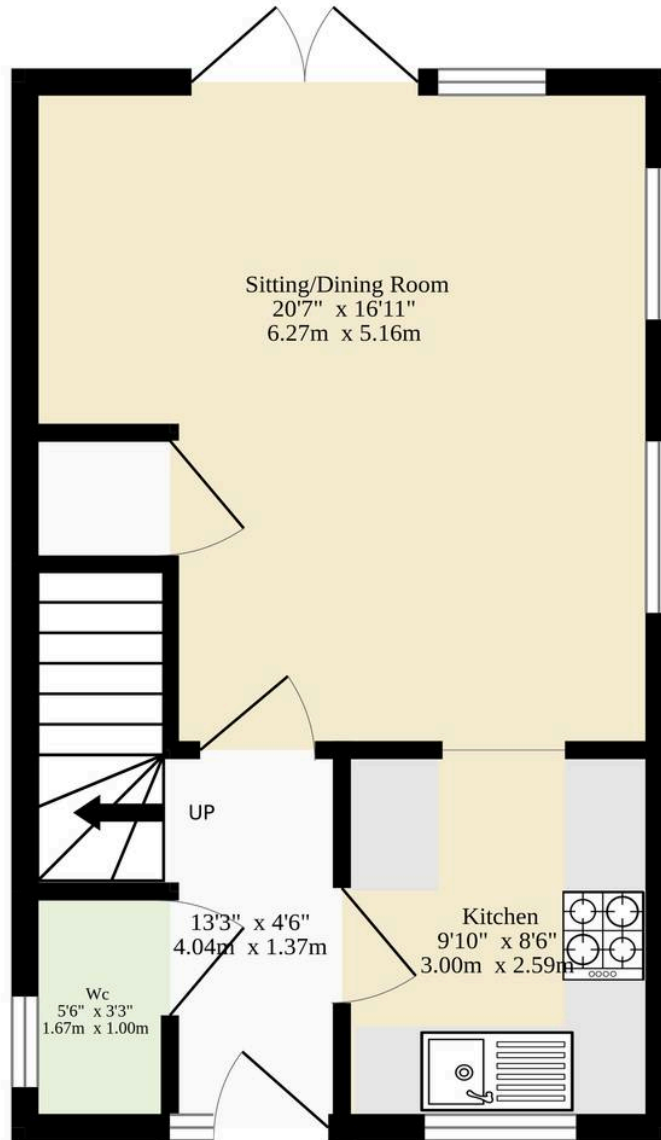 Sitting/Dining Room
20'7" x 16'11"
6.27m x 5.16m
UP
13'3" x 4'6"
4.04m x 1.37m
Kitchen
9'10" x 8'6"
3.00m x 2.59m
Wc
5'6" x 3'3"
1.67m x 1.00m